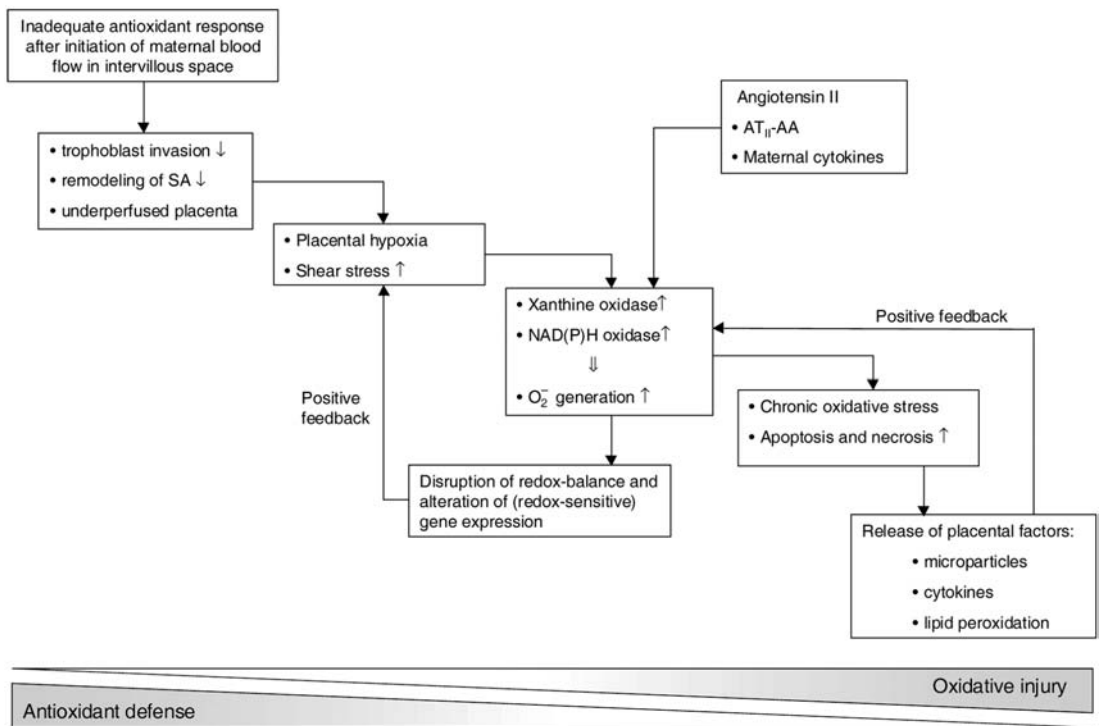 Inadequate antioxidant response
after initiation of maternal blood
flow in intervillous space
• trophoblast invasion ↓
• remodeling of SA ↓
• underperfused placenta
Angiotensin II
• AT_II-AA
• Maternal cytokines
• Placental hypoxia
• Shear stress ↑
• Xanthine oxidase↑
• NAD(P)H oxidase↑
⇓
• O₂⁻ generation ↑
Positive feedback
Positive
feedback
• Chronic oxidative stress
• Apoptosis and necrosis ↑
Disruption of redox-balance and
alteration of (redox-sensitive)
gene expression
Release of placental factors:
• microparticles
• cytokines
• lipid peroxidation
Oxidative injury
Antioxidant defense